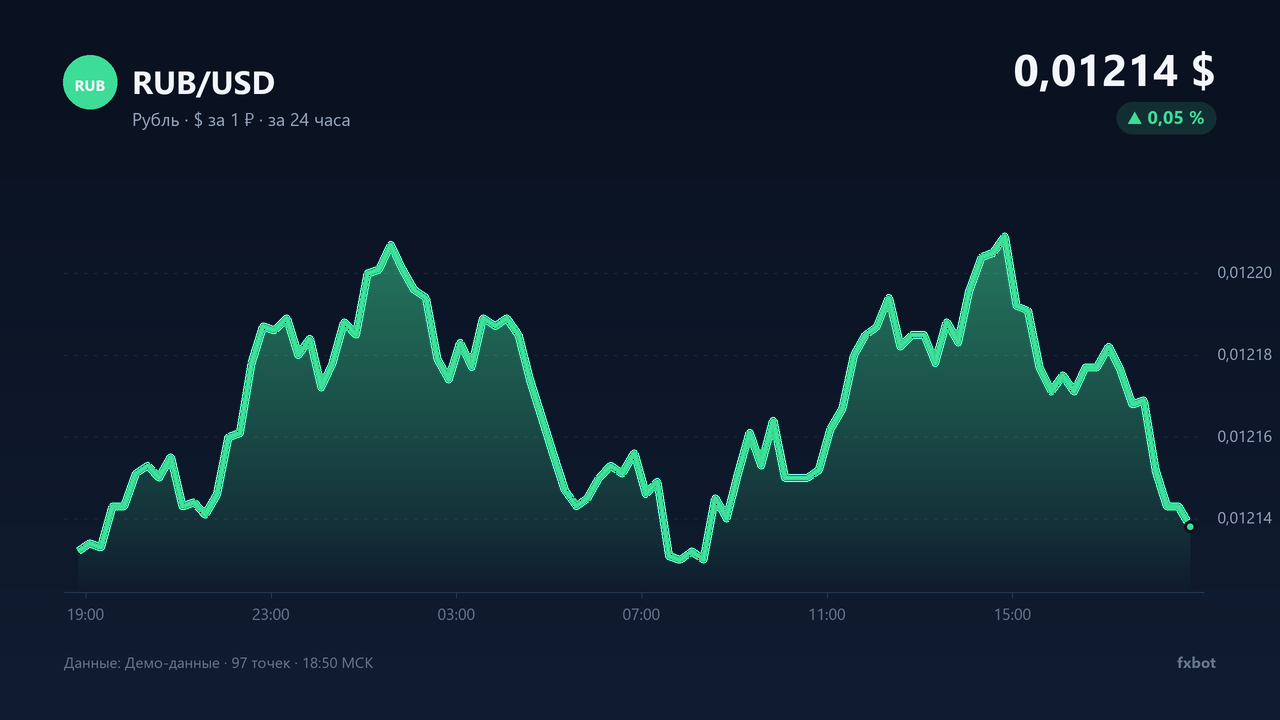 RUB
RUB/USD
Рубль · $ за 1 ₽ · за 24 часа
0,01214 $
▲ 0,05 %
0,01220
0,01218
0,01216
0,01214
19:00 23:00 03:00 07:00 11:00 15:00
Данные: Демо-данные · 97 точек · 18:50 МСК
fxbot